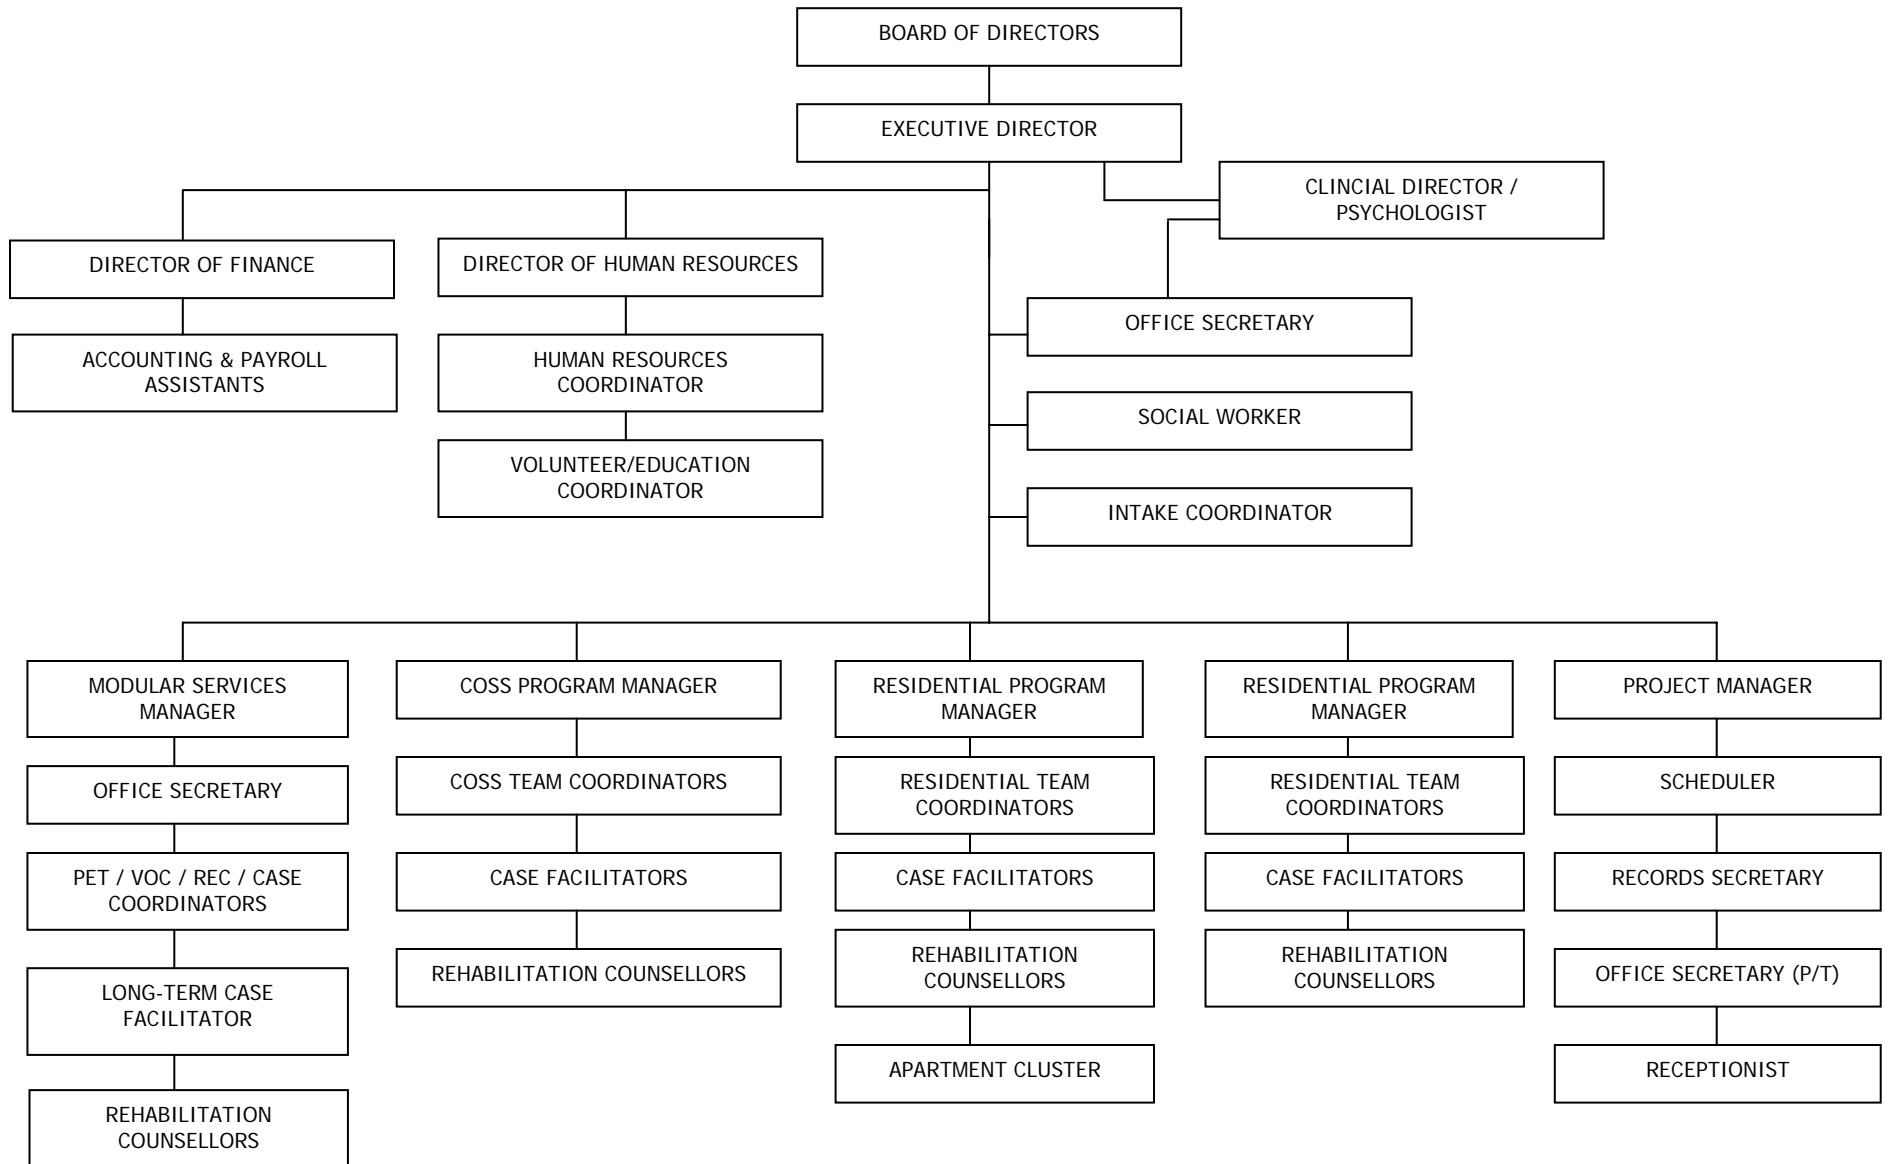 BOARD OF DIRECTORS
EXECUTIVE DIRECTOR
CLINCIAL DIRECTOR /
PSYCHOLOGIST
DIRECTOR OF FINANCE
DIRECTOR OF HUMAN RESOURCES
OFFICE SECRETARY
ACCOUNTING & PAYROLL
ASSISTANTS
HUMAN RESOURCES
COORDINATOR
SOCIAL WORKER
VOLUNTEER/EDUCATION
COORDINATOR
INTAKE COORDINATOR
MODULAR SERVICES
MANAGER
OFFICE SECRETARY
PET / VOC / REC / CASE
COORDINATORS
LONG-TERM CASE
FACILITATOR
REHABILITATION
COUNSELLORS
COSS PROGRAM MANAGER
COSS TEAM COORDINATORS
CASE FACILITATORS
REHABILITATION COUNSELLORS
RESIDENTIAL PROGRAM
MANAGER
RESIDENTIAL TEAM
COORDINATORS
CASE FACILITATORS
REHABILITATION
COUNSELLORS
APARTMENT CLUSTER
RESIDENTIAL PROGRAM
MANAGER
RESIDENTIAL TEAM
COORDINATORS
CASE FACILITATORS
REHABILITATION
COUNSELLORS
PROJECT MANAGER
SCHEDULER
RECORDS SECRETARY
OFFICE SECRETARY (P/T)
RECEPTIONIST